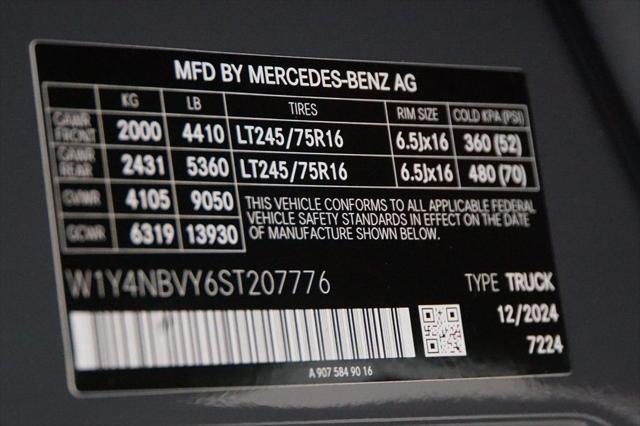 MFD BY MERCEDES-BENZ AG
KG LB TIRES RIM SIZE COLD KPA (PSI)
GAWR FRONT 2000 4410 LT245/75R16 6.5Jx16 360 (52)
GAWR REAR 2431 5360 LT245/75R16 6.5Jx16 480 (70)
GVWR 4105 9050
GCWR 6319 13930
THIS VEHICLE CONFORMS TO ALL APPLICABLE FEDERAL
VEHICLE SAFETY STANDARDS IN EFFECT ON THE DATE
OF MANUFACTURE SHOWN BELOW.
W1Y4NBVY6ST207776 TYPE TRUCK
12/2024
7224
A 907 584 90 16